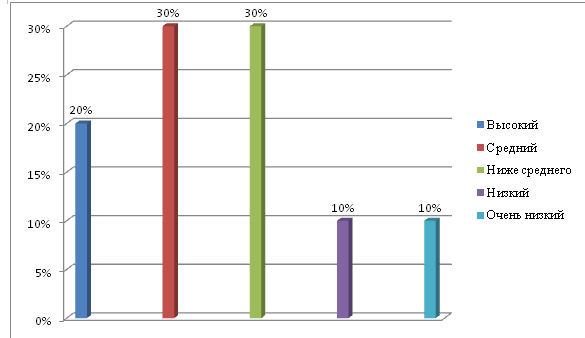 30%
25%
20%
15%
10%
5%
0%
20%
30%
30%
10%
10%
Высокий
Средний
Ниже среднего
Низкий
Очень низкий